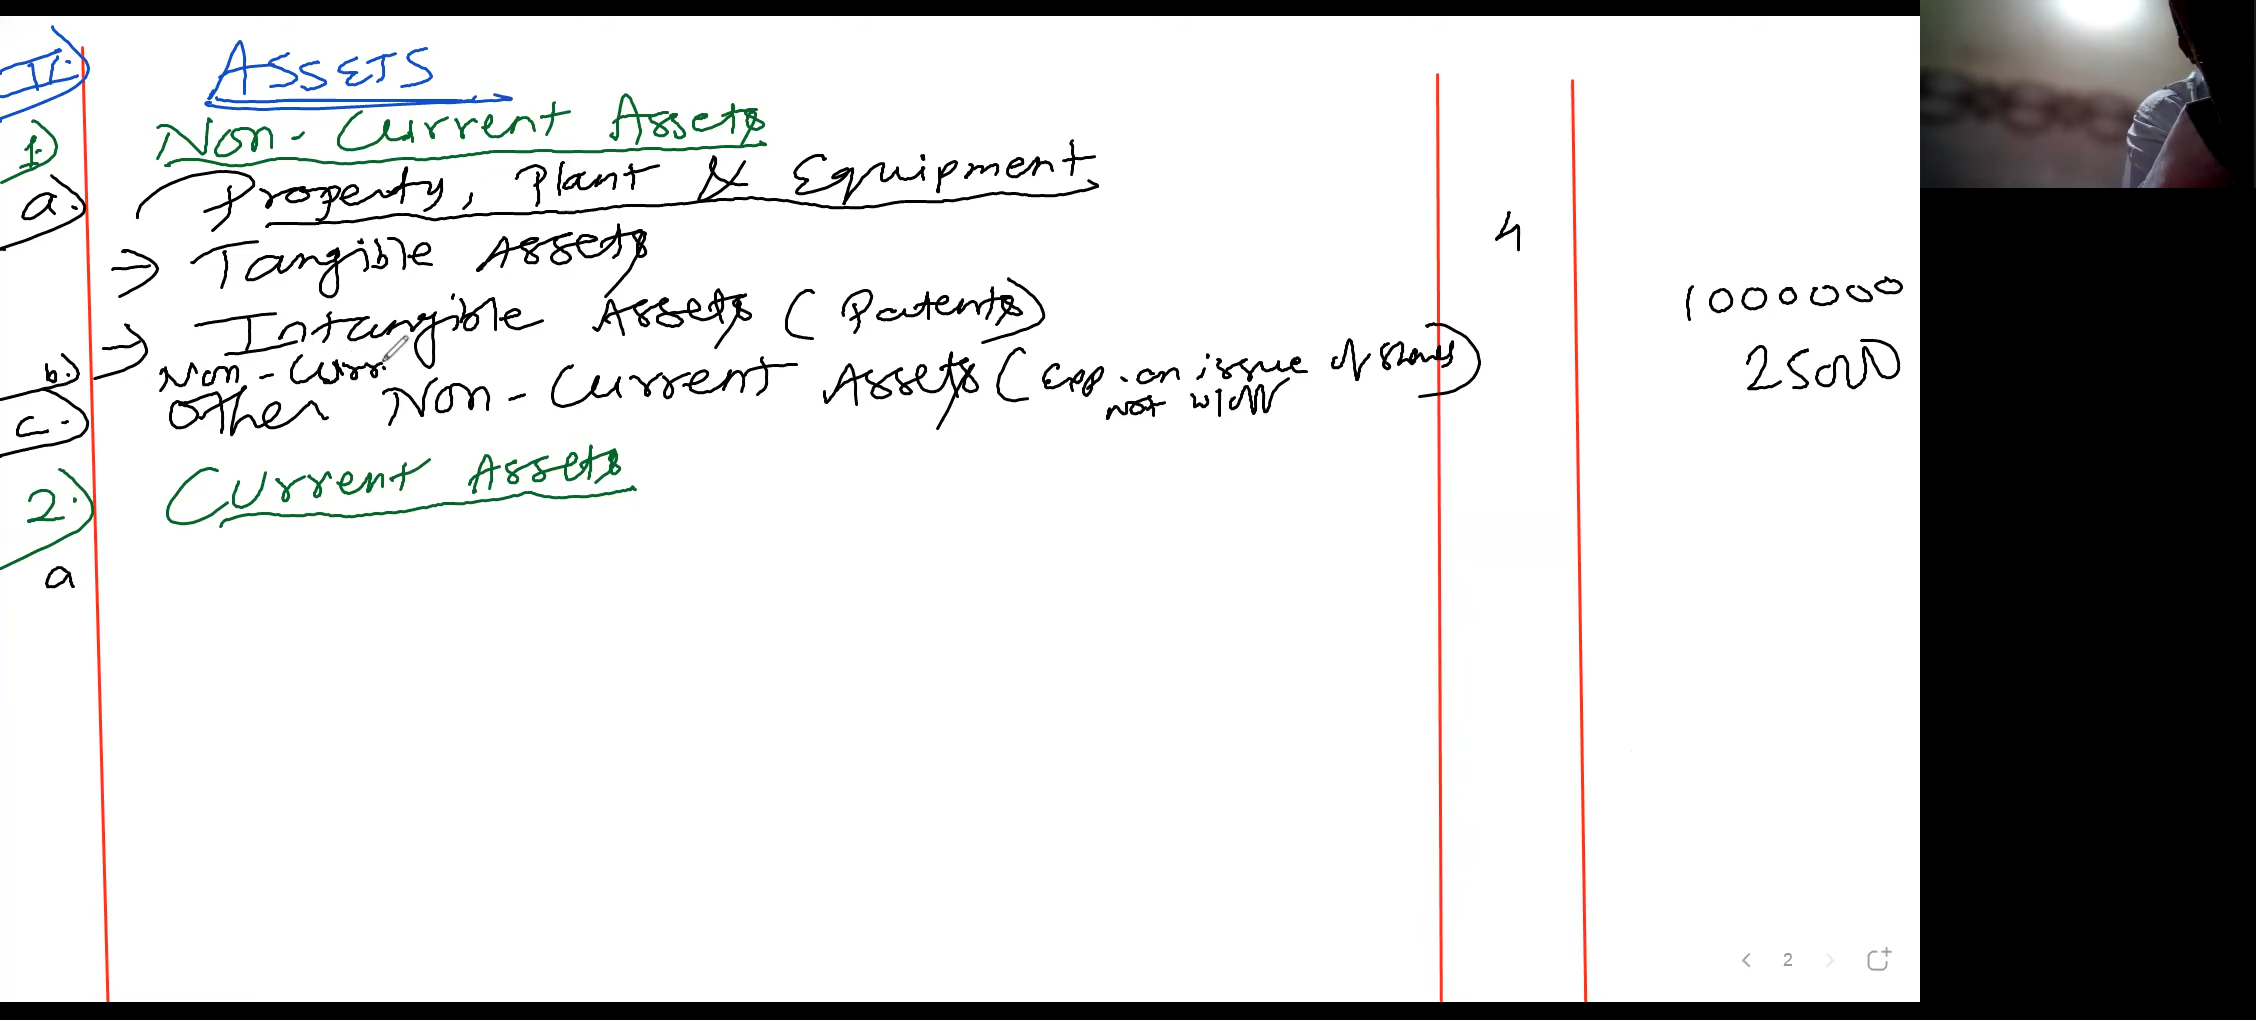 II. ASSETS
1) Non-Current Assets
a.) Property, Plant & Equipment
→ Tangible Assets 4
→ Intangible Assets (Patents) 1000000
b.) Non-Curr.
c. Other Non-Current Assets (Exp. on issue of shares 25000
not w/off)
2.) Current Assets
a
2